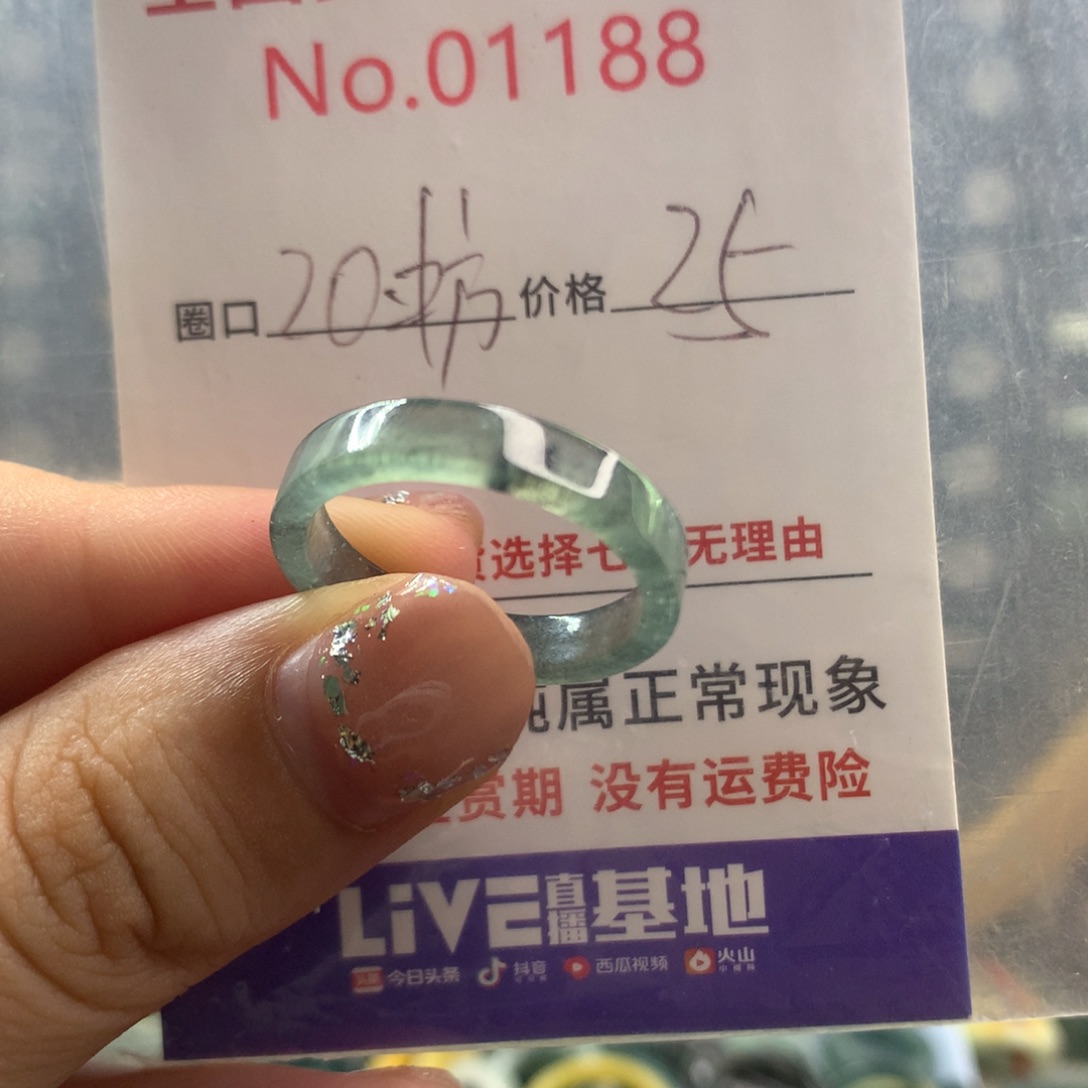 No.01188
圈口 20. 价格 25
选择七 无理由
属正常现象
赏期 没有运费险
LiVE直播基地
今日头条 抖音 西瓜视频 火山